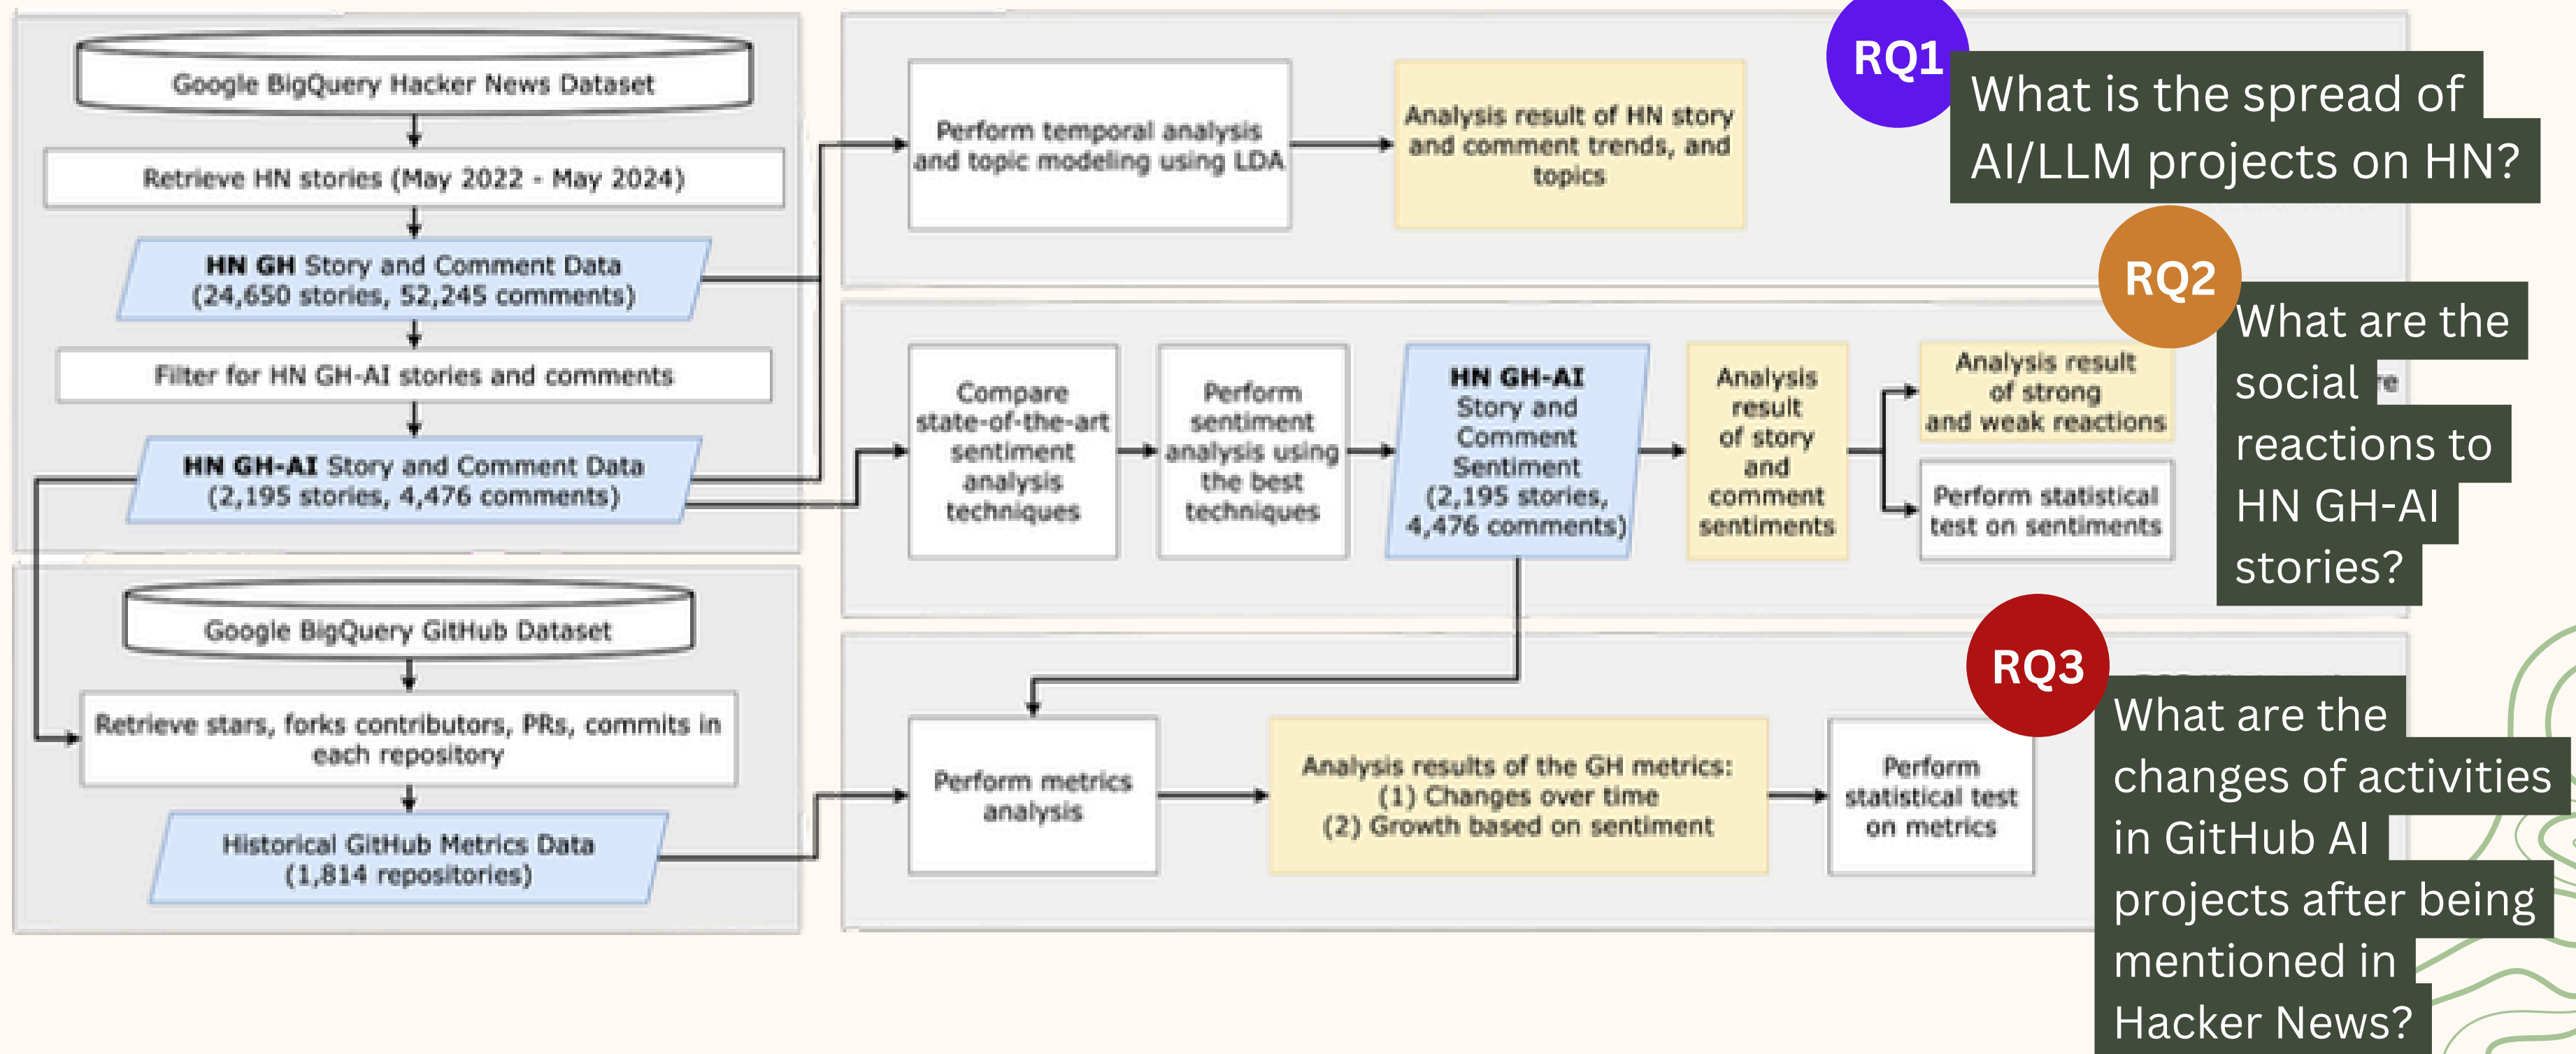 Google BigQuery Hacker News Dataset
Retrieve HN stories (May 2022 - May 2024)
HN GH Story and Comment Data
(24,650 stories, 52,245 comments)
Filter for HN GH-AI stories and comments
HN GH-AI Story and Comment Data
(2,195 stories, 4,476 comments)
Google BigQuery GitHub Dataset
Retrieve stars, forks contributors, PRs, commits in
each repository
Historical GitHub Metrics Data
(1,814 repositories)
Perform temporal analysis
and topic modeling using LDA
Analysis result of HN story
and comment trends, and
topics
RQ1
What is the spread of
AI/LLM projects on HN?
Compare
state-of-the-art
sentiment
analysis
techniques
Perform
sentiment
analysis using
the best
techniques
HN GH-AI
Story and
Comment
Sentiment
(2,195 stories,
4,476 comments)
Analysis
result
of story
and
comment
sentiments
Analysis result
of strong
and weak reactions
Perform statistical
test on sentiments
RQ2
What are the
social
reactions to
HN GH-AI
stories?
Perform metrics
analysis
Analysis results of the GH metrics:
(1) Changes over time
(2) Growth based on sentiment
Perform
statistical test
on metrics
RQ3
What are the
changes of activities
in GitHub AI
projects after being
mentioned in
Hacker News?